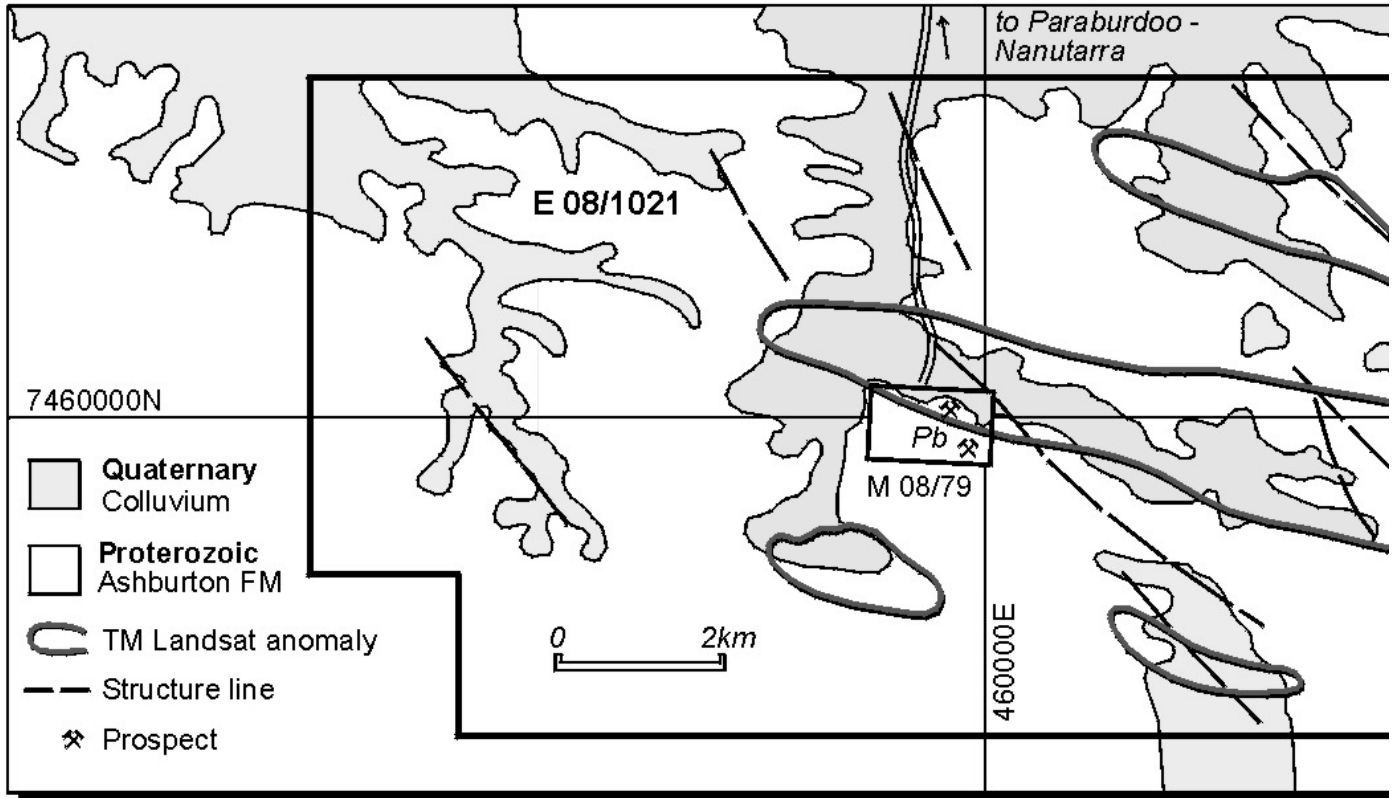 to Paraburdoo -
Nanutarra
E 08/1021
7460000N
Pb
M 08/79
Quaternary
Colluvium
Proterozoic
Ashburton FM
TM Landsat anomaly
Structure line
Prospect
0 2km
460000E